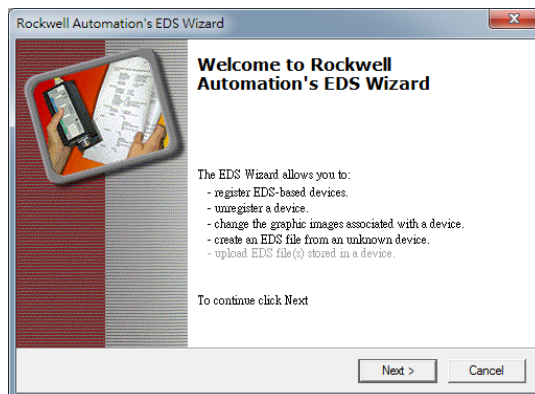 Rockwell Automation's EDS Wizard
Welcome to Rockwell
Automation's EDS Wizard
The EDS Wizard allows you to:
- register EDS-based devices.
- unregister a device.
- change the graphic images associated with a device.
- create an EDS file from an unknown device.
- upload EDS file(s) stored in a device.
To continue click Next
Next >
Cancel